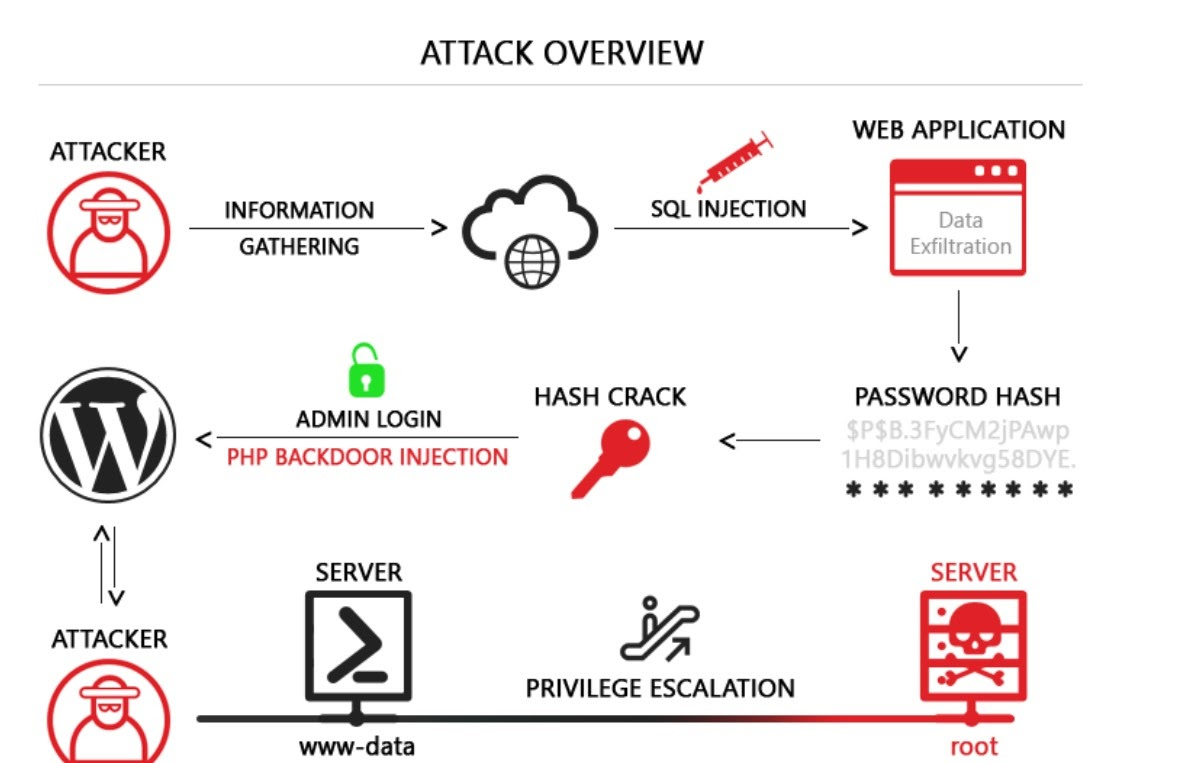 ATTACK OVERVIEW
ATTACKER
INFORMATION
GATHERING
SQL INJECTION
WEB APPLICATION
Data
Exfiltration
ADMIN LOGIN
PHP BACKDOOR INJECTION
HASH CRACK
PASSWORD HASH
$P$B.3FyCM2jPAwp
1H8Dibwvkvg58DYE.
* * * * * * * * *
ATTACKER
SERVER
www-data
PRIVILEGE ESCALATION
SERVER
root